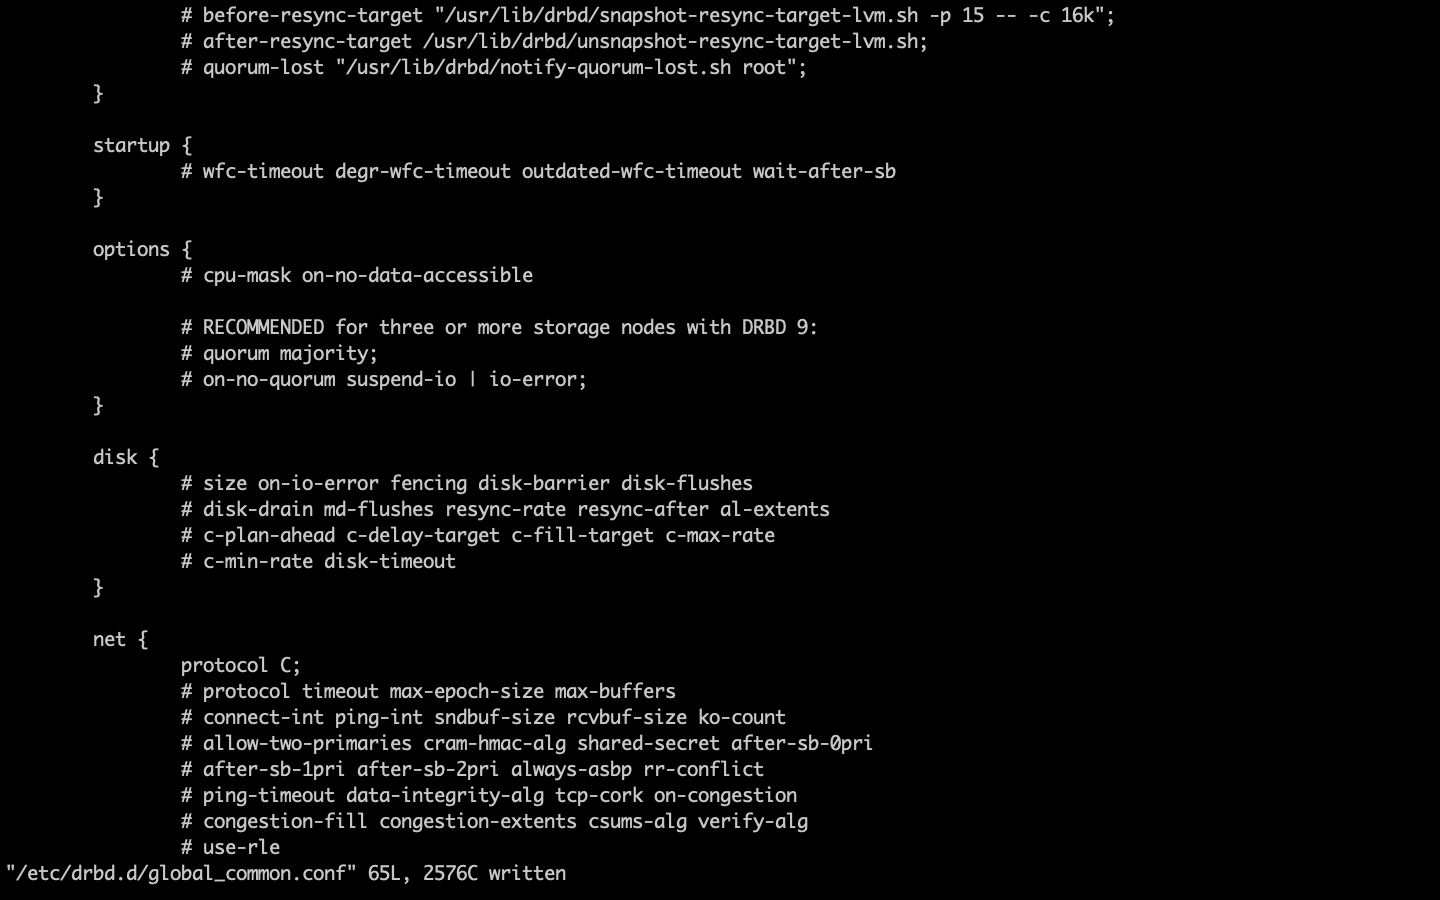 # before-resync-target "/usr/lib/drbd/snapshot-resync-target-lvm.sh -p 15 -- -c 16k";
# after-resync-target /usr/lib/drbd/unsnapshot-resync-target-lvm.sh;
# quorum-lost "/usr/lib/drbd/notify-quorum-lost.sh root";
}
startup {
# wfc-timeout degr-wfc-timeout outdated-wfc-timeout wait-after-sb
}
options {
# cpu-mask on-no-data-accessible
# RECOMMENDED for three or more storage nodes with DRBD 9:
# quorum majority;
# on-no-quorum suspend-io | io-error;
}
disk {
# size on-io-error fencing disk-barrier disk-flushes
# disk-drain md-flushes resync-rate resync-after al-extents
# c-plan-ahead c-delay-target c-fill-target c-max-rate
# c-min-rate disk-timeout
}
net {
protocol C;
# protocol timeout max-epoch-size max-buffers
# connect-int ping-int sndbuf-size rcvbuf-size ko-count
# allow-two-primaries cram-hmac-alg shared-secret after-sb-0pri
# after-sb-1pri after-sb-2pri always-asbp rr-conflict
# ping-timeout data-integrity-alg tcp-cork on-congestion
# congestion-fill congestion-extents csums-alg verify-alg
# use-rle
"/etc/drbd.d/global_common.conf" 65L, 2576C written